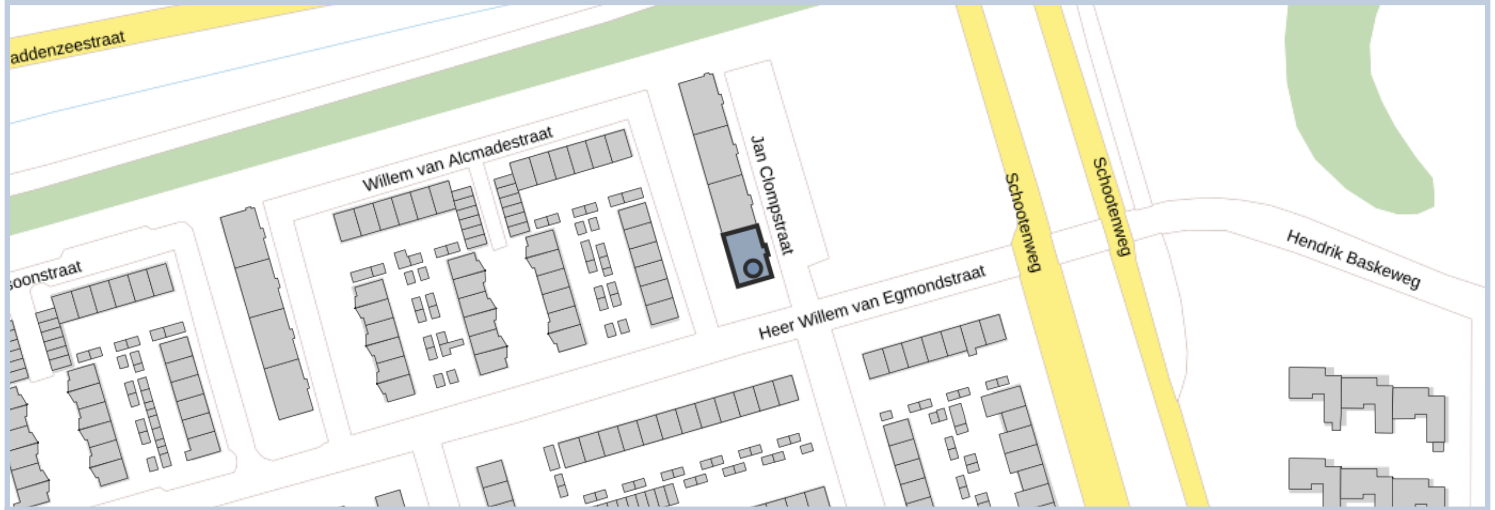 addenzeestraat
Willem van Alcmadestraat
Jan Clompstraat
Schootenweg
Schootenweg
Hendrik Baskeweg
soonstraat
Heer Willem van Egmondstraat